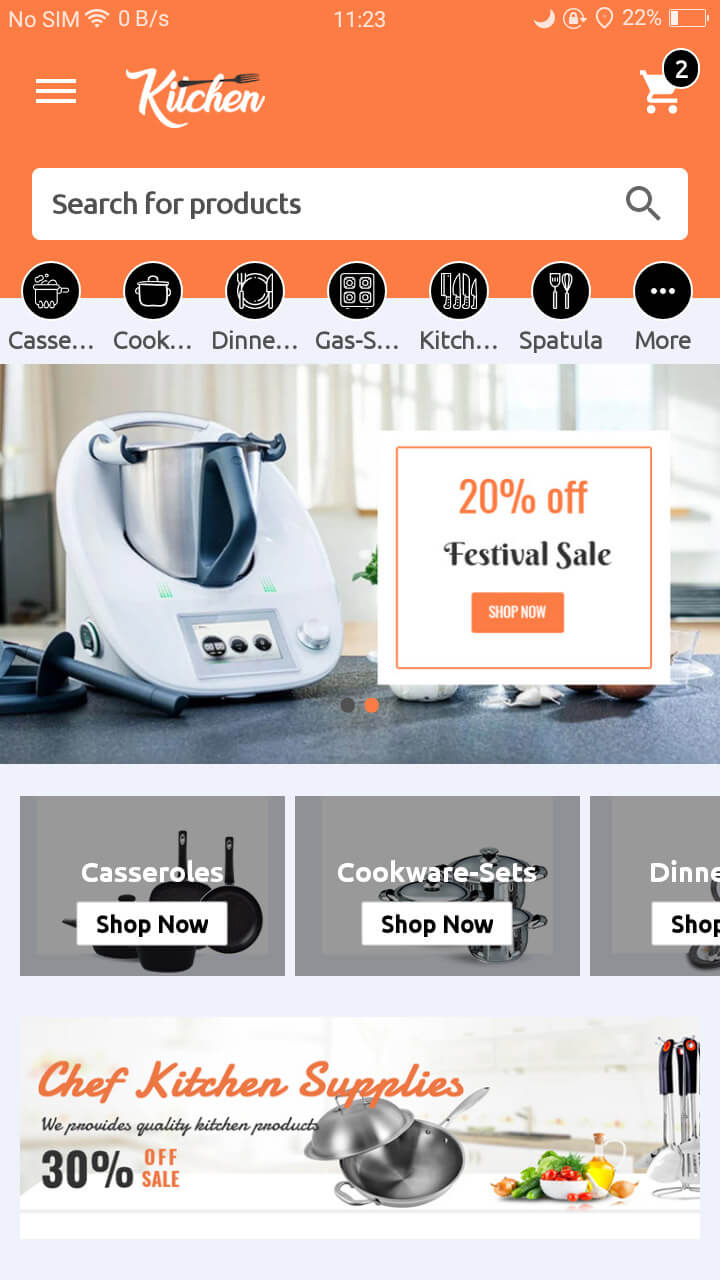 No SIM 0 B/s 11:23 22%
Kitchen 2
Search for products
Casse... Cook... Dinne... Gas-S... Kitch... Spatula More
20% off
Festival Sale
SHOP NOW
Casseroles Cookware-Sets Dinne
Shop Now Shop Now Shop
Chef Kitchen Supplies
We provides quality kitchen products
30% OFF
SALE